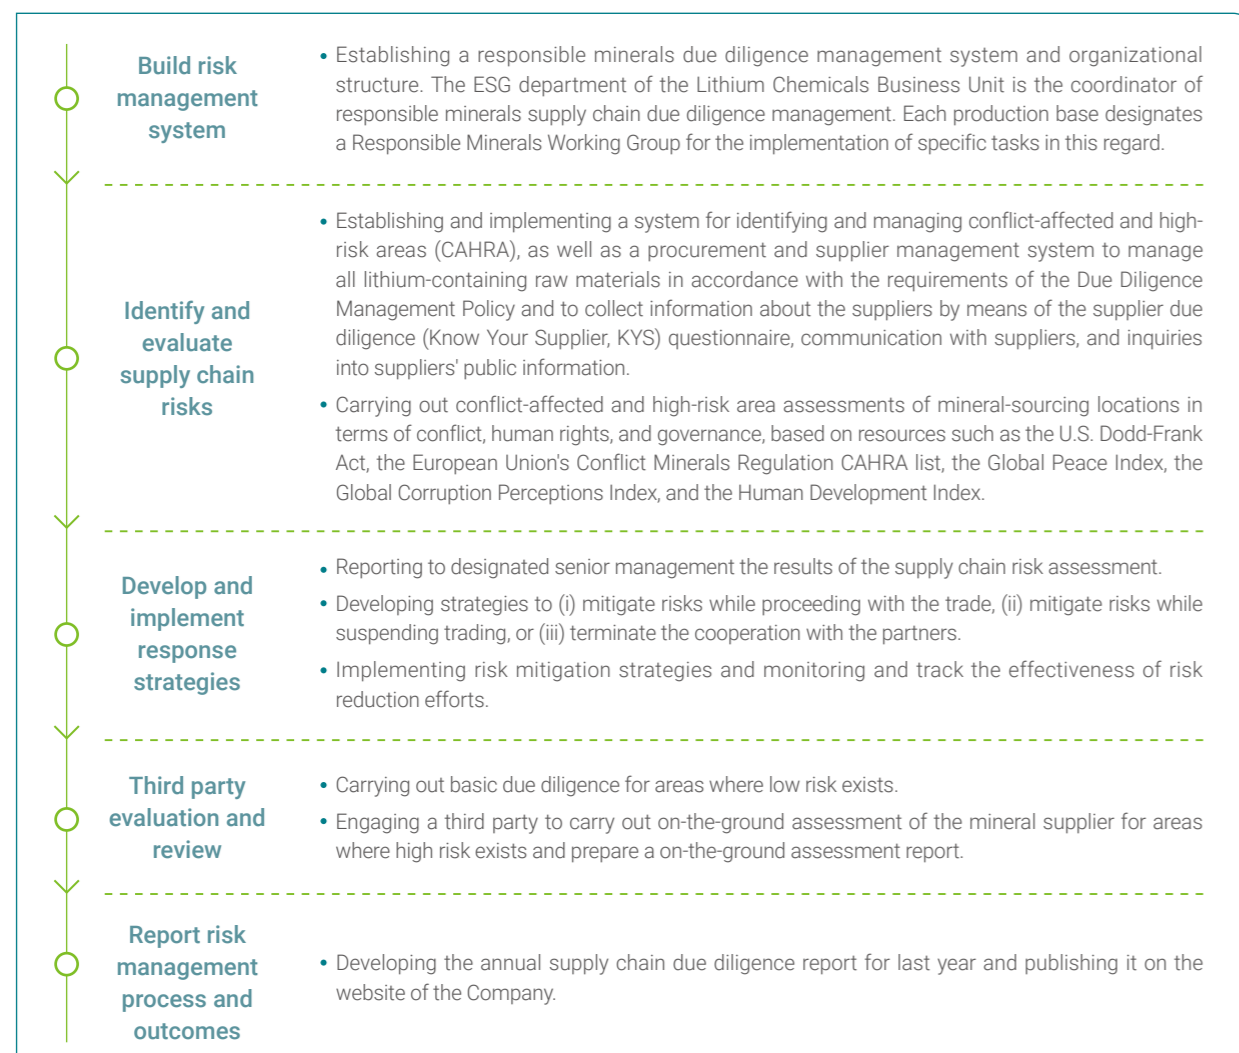 Build risk
management
system
• Establishing a responsible minerals due diligence management system and organizational
structure. The ESG department of the Lithium Chemicals Business Unit is the coordinator of
responsible minerals supply chain due diligence management. Each production base designates
a Responsible Minerals Working Group for the implementation of specific tasks in this regard.
Identify and
evaluate
supply chain
risks
• Establishing and implementing a system for identifying and managing conflict-affected and high-
risk areas (CAHRA), as well as a procurement and supplier management system to manage
all lithium-containing raw materials in accordance with the requirements of the Due Diligence
Management Policy and to collect information about the suppliers by means of the supplier due
diligence (Know Your Supplier, KYS) questionnaire, communication with suppliers, and inquiries
into suppliers' public information.
• Carrying out conflict-affected and high-risk area assessments of mineral-sourcing locations in
terms of conflict, human rights, and governance, based on resources such as the U.S. Dodd-Frank
Act, the European Union's Conflict Minerals Regulation CAHRA list, the Global Peace Index, the
Global Corruption Perceptions Index, and the Human Development Index.
Develop and
implement
response
strategies
• Reporting to designated senior management the results of the supply chain risk assessment.
• Developing strategies to (i) mitigate risks while proceeding with the trade, (ii) mitigate risks while
suspending trading, or (iii) terminate the cooperation with the partners.
• Implementing risk mitigation strategies and monitoring and track the effectiveness of risk
reduction efforts.
Third party
evaluation and
review
• Carrying out basic due diligence for areas where low risk exists.
• Engaging a third party to carry out on-the-ground assessment of the mineral supplier for areas
where high risk exists and prepare a on-the-ground assessment report.
Report risk
management
process and
outcomes
• Developing the annual supply chain due diligence report for last year and publishing it on the
website of the Company.